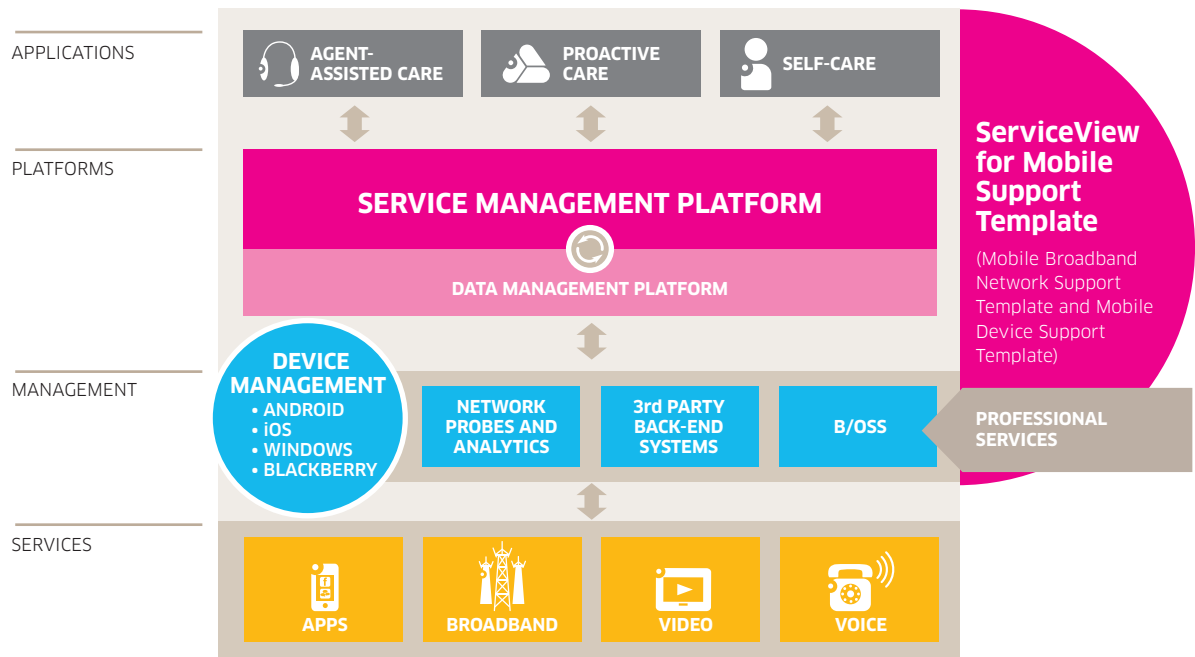 APPLICATIONS
AGENT-
ASSISTED CARE
PROACTIVE
CARE
SELF-CARE
PLATFORMS
SERVICE MANAGEMENT PLATFORM
DATA MANAGEMENT PLATFORM
ServiceView
for Mobile
Support
Template
(Mobile Broadband
Network Support
Template and Mobile
Device Support
Template)
MANAGEMENT
DEVICE
MANAGEMENT
• ANDROID
• iOS
• WINDOWS
• BLACKBERRY
NETWORK
PROBES AND
ANALYTICS
3rd PARTY
BACK-END
SYSTEMS
B/OSS
PROFESSIONAL
SERVICES
SERVICES
APPS
BROADBAND
VIDEO
VOICE